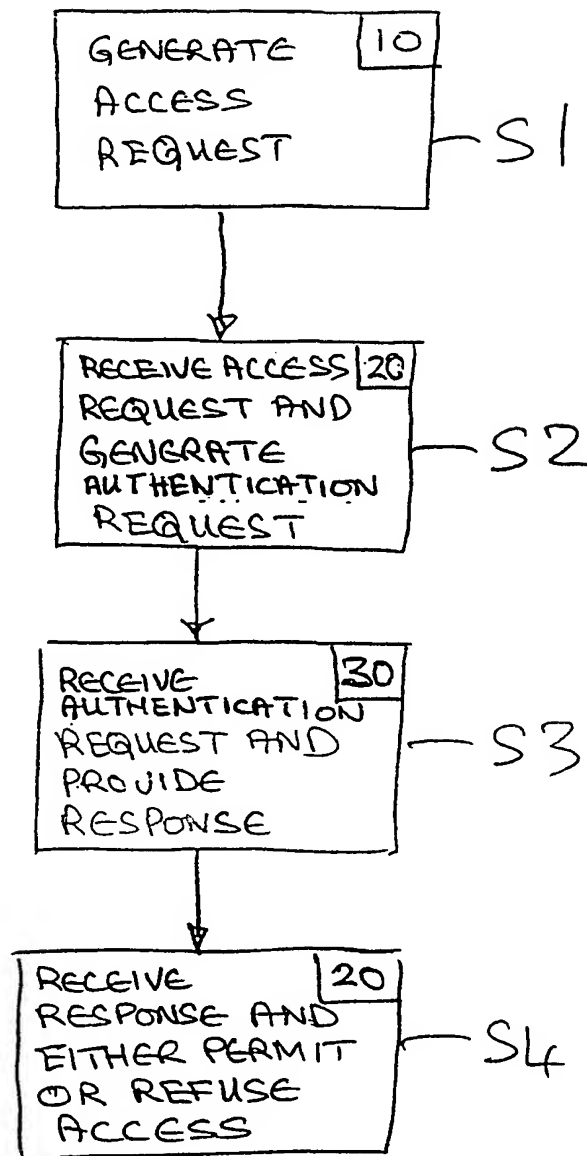 GENERATE 10
ACCESS
REQUEST
S1
RECEIVE ACCESS 20
REQUEST AND
GENERATE
AUTHENTICATION
REQUEST
S2
RECEIVE 30
AUTHENTICATION
REQUEST AND
PROVIDE
RESPONSE
S3
RECEIVE 20
RESPONSE AND
EITHER PERMIT
OR REFUSE
ACCESS
S4